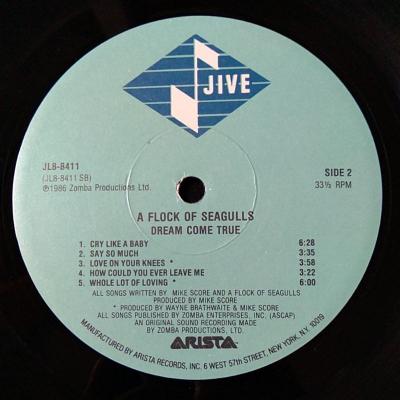 JIVE
JL8-8411
(JL8-8411 SB)
℗1986 Zomba Productions Ltd.
SIDE 2
33⅓ RPM
A FLOCK OF SEAGULLS
DREAM COME TRUE
1. CRY LIKE A BABY 6:28
2. SAY SO MUCH 3:35
3. LOVE ON YOUR KNEES * 3:58
4. HOW COULD YOU EVER LEAVE ME 3:22
5. WHOLE LOT OF LOVING * 6:00
ALL SONGS WRITTEN BY MIKE SCORE AND A FLOCK OF SEAGULLS
PRODUCED BY MIKE SCORE
* PRODUCED BY WAYNE BRATHWAITE & MIKE SCORE
ALL SONGS PUBLISHED BY ZOMBA ENTERPRISES, INC. (ASCAP)
AN ORIGINAL SOUND RECORDING MADE
BY ZOMBA PRODUCTIONS, LTD.
ARISTA
MANUFACTURED BY ARISTA RECORDS, INC. 6 WEST 57th STREET, NEW YORK, N.Y. 10019